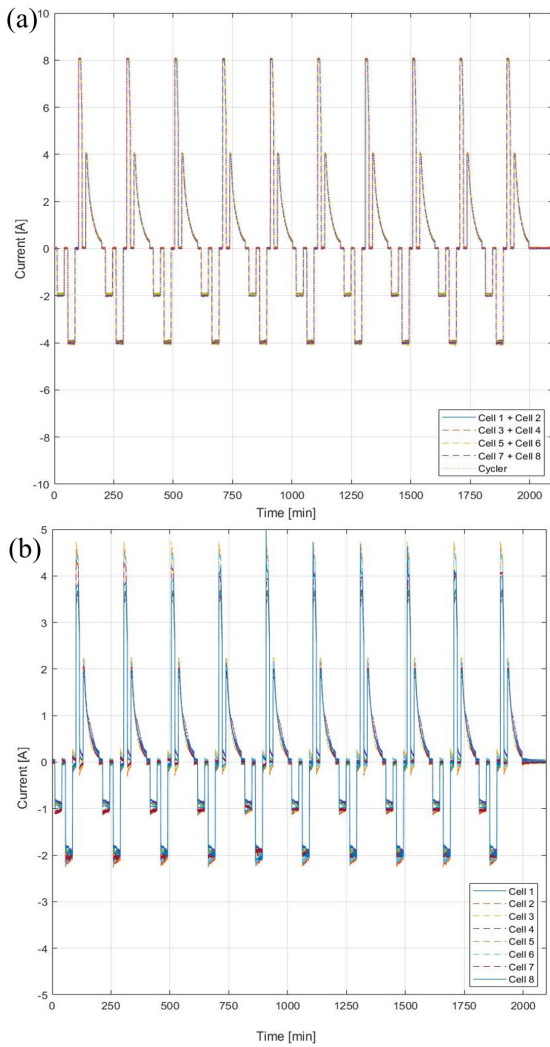 (a)
10
8
6
4
2
0
-2
-4
-6
-8
-10
Current [A]
Cell 1 + Cell 2
Cell 3 + Cell 4
Cell 5 + Cell 6
Cell 7 + Cell 8
Cycler
0 250 500 750 1000 1250 1500 1750 2000
Time [min]
(b)
5
4
3
2
1
0
-1
-2
-3
-4
-5
Current [A]
Cell 1
Cell 2
Cell 3
Cell 4
Cell 5
Cell 6
Cell 7
Cell 8
0 250 500 750 1000 1250 1500 1750 2000
Time [min]